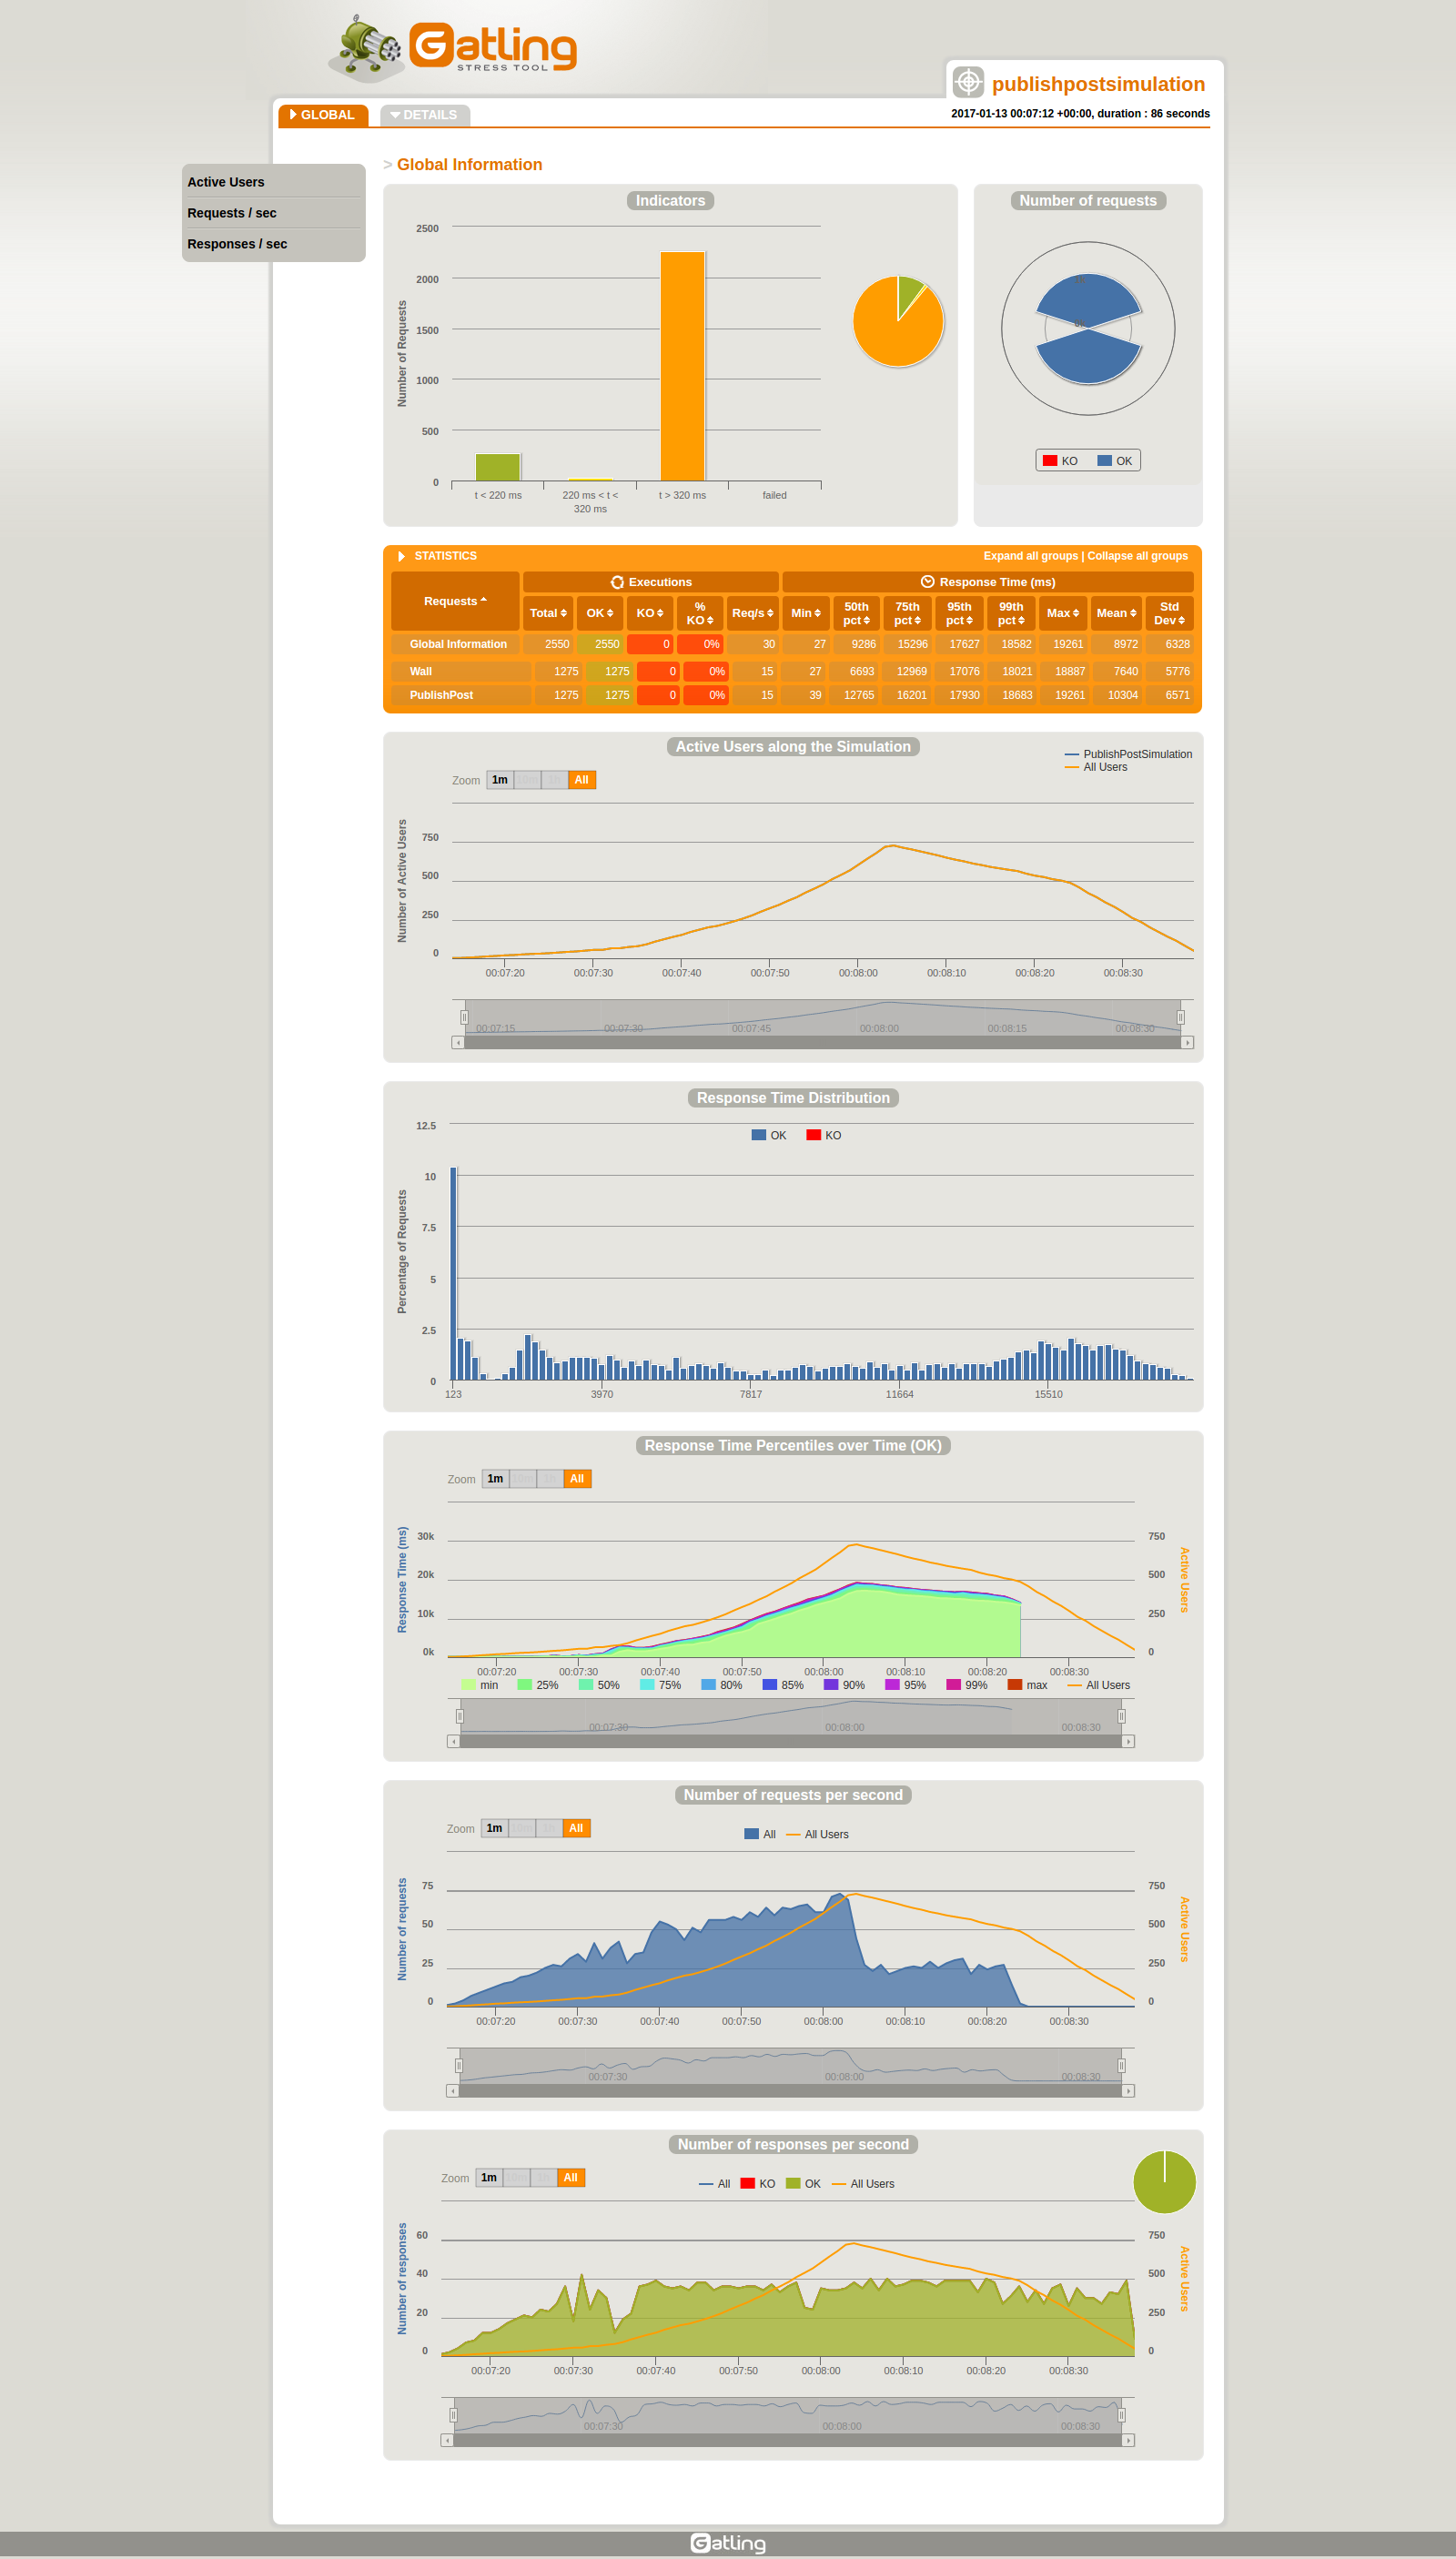 Gatling
STRESS TOOL
publishpostsimulation
GLOBAL DETAILS
2017-01-13 00:07:12 +00:00, duration : 86 seconds
Active Users
Requests / sec
Responses / sec
> Global Information
Indicators
Number of Requests
2500
2000
1500
1000
500
0
t < 220 ms
220 ms < t <
320 ms
t > 320 ms
failed
Number of requests
KO OK
STATISTICS
Expand all groups | Collapse all groups
Requests Executions Response Time (ms)
Total OK KO % KO Req/s Min 50th pct 75th pct 95th pct 99th pct Max Mean Std Dev
Global Information 2550 2550 0 0% 30 27 9286 15296 17627 18582 19261 8972 6328
Wall 1275 1275 0 0% 15 27 6693 12969 17076 18021 18887 7640 5776
PublishPost 1275 1275 0 0% 15 39 12765 16201 17930 18683 19261 10304 6571
Active Users along the Simulation
PublishPostSimulation
All Users
Zoom 1m All
Number of Active Users
750
500
250
0
00:07:20 00:07:30 00:07:40 00:07:50 00:08:00 00:08:10 00:08:20 00:08:30
00:07:15 00:07:30 00:07:45 00:08:00 00:08:15 00:08:30
Response Time Distribution
OK KO
Percentage of Requests
12.5
10
7.5
5
2.5
0
123 3970 7817 11664 15510
Response Time Percentiles over Time (OK)
Zoom 1m All
Response Time (ms)
30k
20k
10k
0k
750
500
250
0
Active Users
00:07:20 00:07:30 00:07:40 00:07:50 00:08:00 00:08:10 00:08:20 00:08:30
min 25% 50% 75% 80% 85% 90% 95% 99% max All Users
00:07:30 00:08:00 00:08:30
Number of requests per second
Zoom 1m All
All All Users
Number of requests
75
50
25
0
750
500
250
0
Active Users
00:07:20 00:07:30 00:07:40 00:07:50 00:08:00 00:08:10 00:08:20 00:08:30
00:07:30 00:08:00 00:08:30
Number of responses per second
Zoom 1m All
All KO OK All Users
Number of responses
60
40
20
0
750
500
250
0
Active Users
00:07:20 00:07:30 00:07:40 00:07:50 00:08:00 00:08:10 00:08:20 00:08:30
00:07:30 00:08:00 00:08:30
Gatling